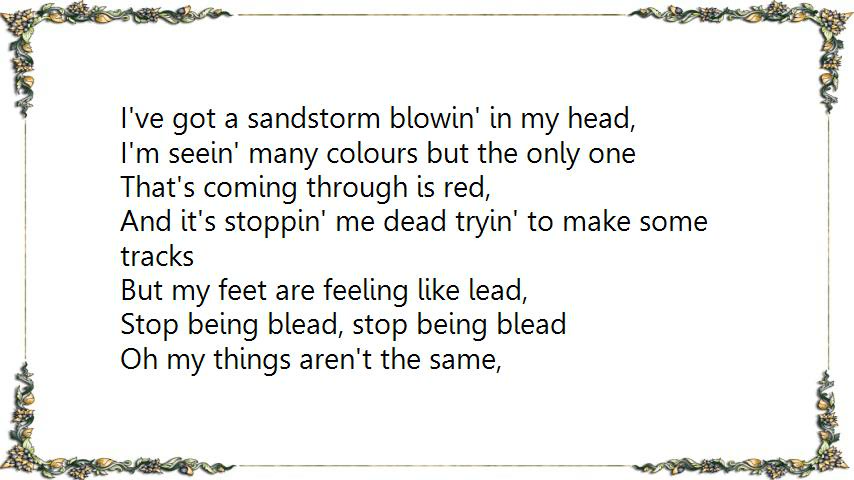 I've got a sandstorm blowin' in my head,
I'm seein' many colours but the only one
That's coming through is red,
And it's stoppin' me dead tryin' to make some
tracks
But my feet are feeling like lead,
Stop being blead, stop being blead
Oh my things aren't the same,